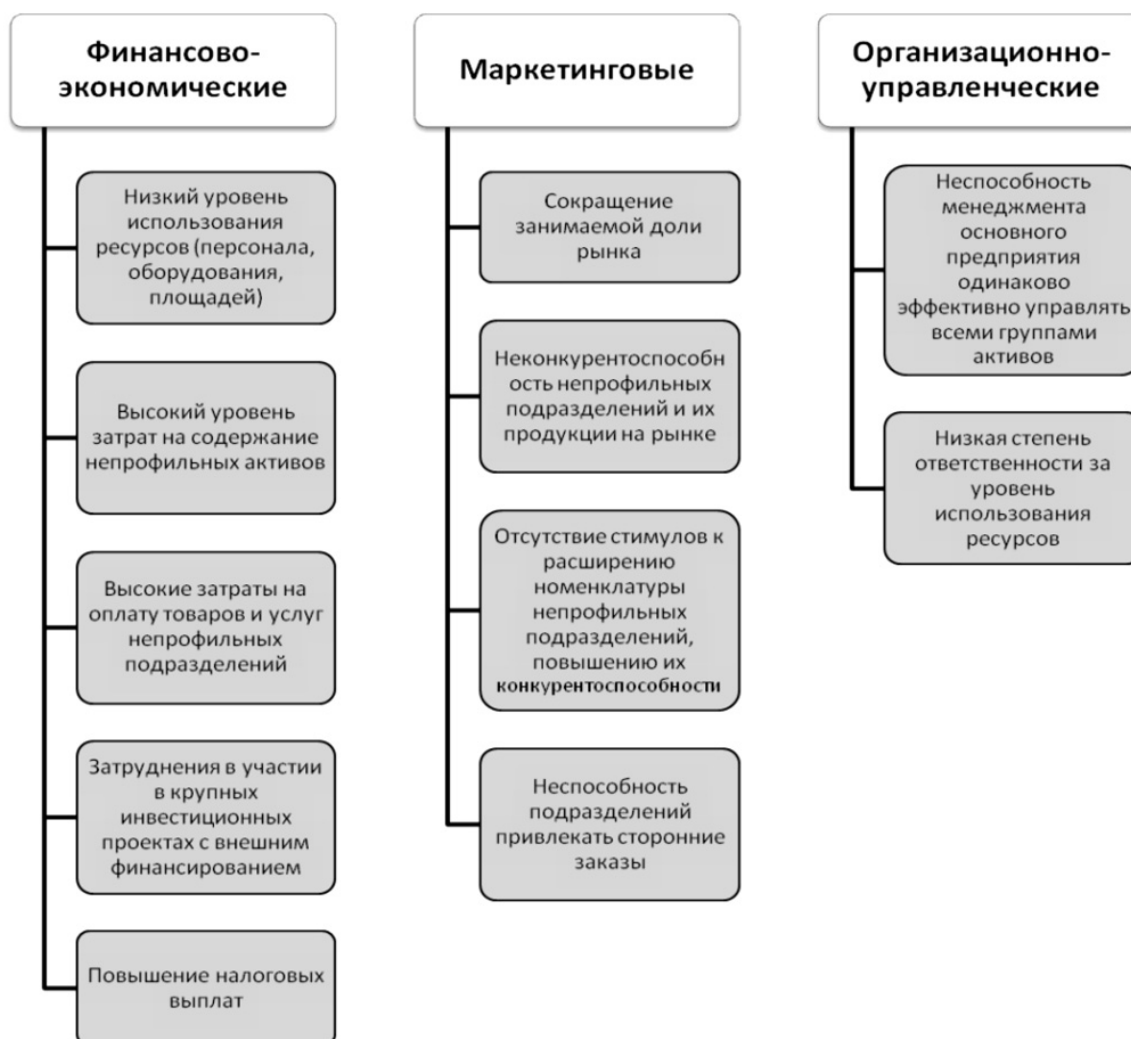 Финансово-
экономические
Низкий уровень
использования
ресурсов (персонала,
оборудования,
площадей)
Высокий уровень
затрат на содержание
непрофильных активов
Высокие затраты на
оплату товаров и услуг
непрофильных
подразделений
Затруднения в участии
в крупных
инвестиционных
проектах с внешним
финансированием
Повышение налоговых
выплат
Маркетинговые
Сокращение
занимаемой доли
рынка
Неконкурентоспособн
ость непрофильных
подразделений и их
продукции на рынке
Отсутствие стимулов к
расширению
номенклатуры
непрофильных
подразделений,
повышению их
конкурентоспособности
Неспособность
подразделений
привлекать сторонние
заказы
Организационно-
управленческие
Неспособность
менеджмента
основного
предприятия
одинаково
эффективно управлять
всеми группами
активов
Низкая степень
ответственности за
уровень
использования
ресурсов